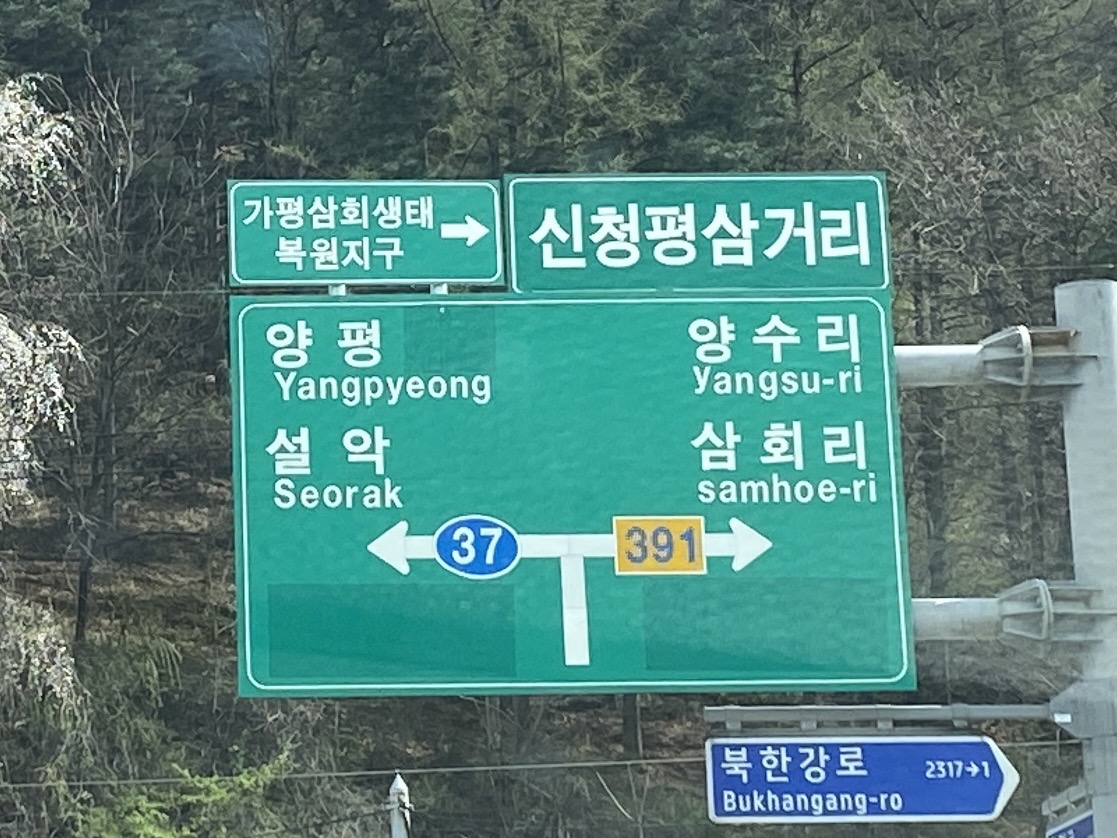 가평삼회생태
복원지구
신청평삼거리
양평
Yangpyeong
양수리
Yangsu-ri
설악
Seorak
삼회리
samhoe-ri
37
391
북한강로
2317→1
Bukhangang-ro